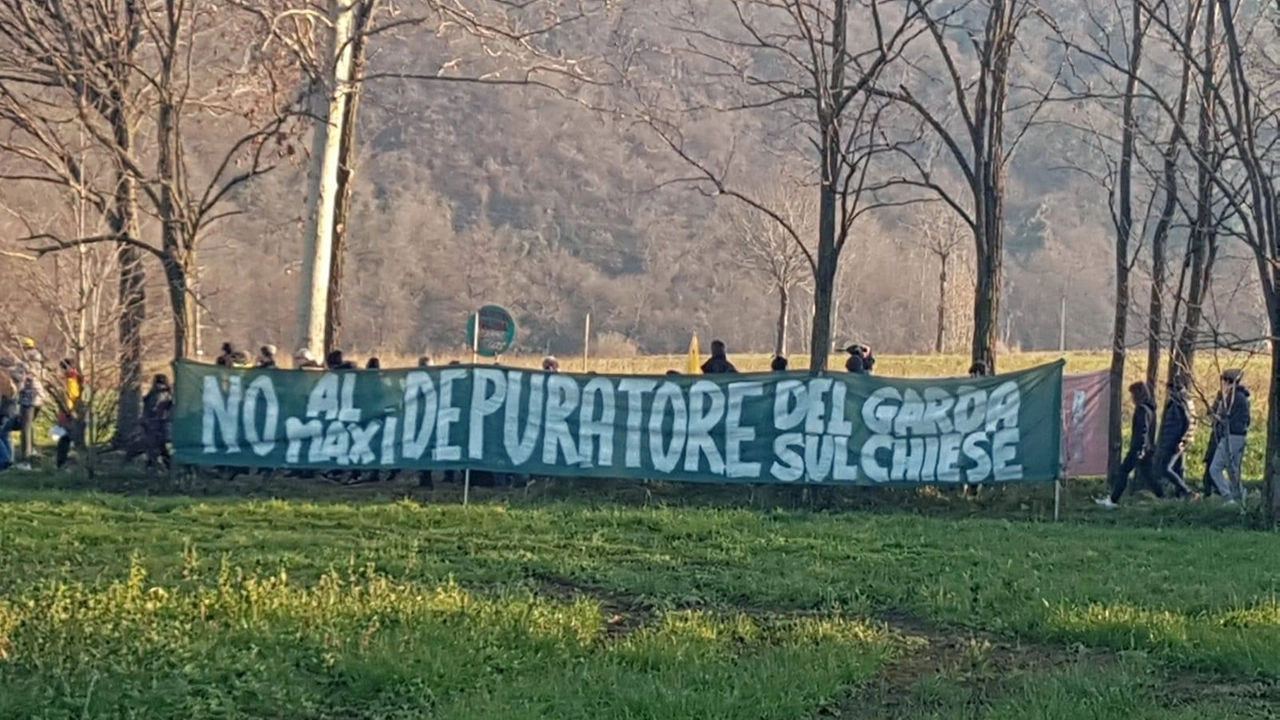 NO AL MAXI DEPURATORE DEL GARDA SUL CHIESE